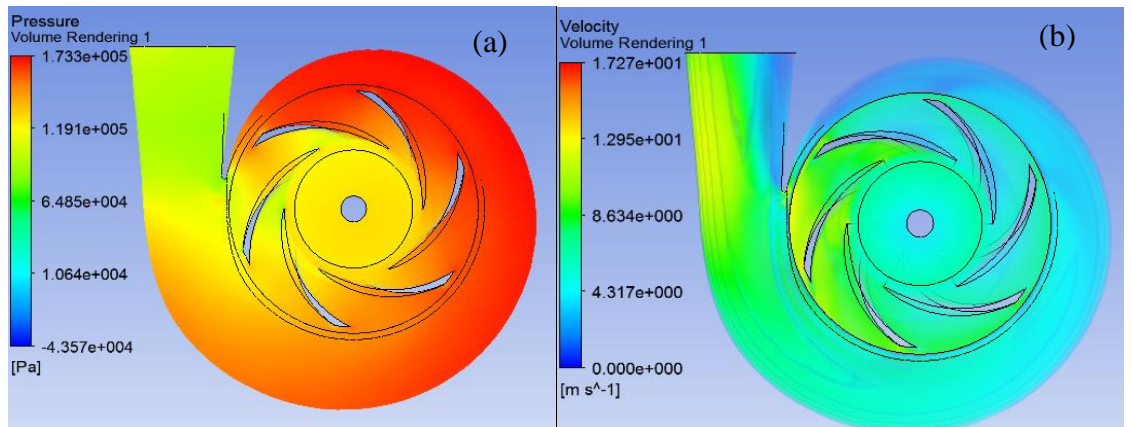 Pressure
Volume Rendering 1
(a)
1.733e+005
1.191e+005
6.485e+004
1.064e+004
-4.357e+004
[Pa]
Velocity
Volume Rendering 1
(b)
1.727e+001
1.295e+001
8.634e+000
4.317e+000
0.000e+000
[m s^-1]